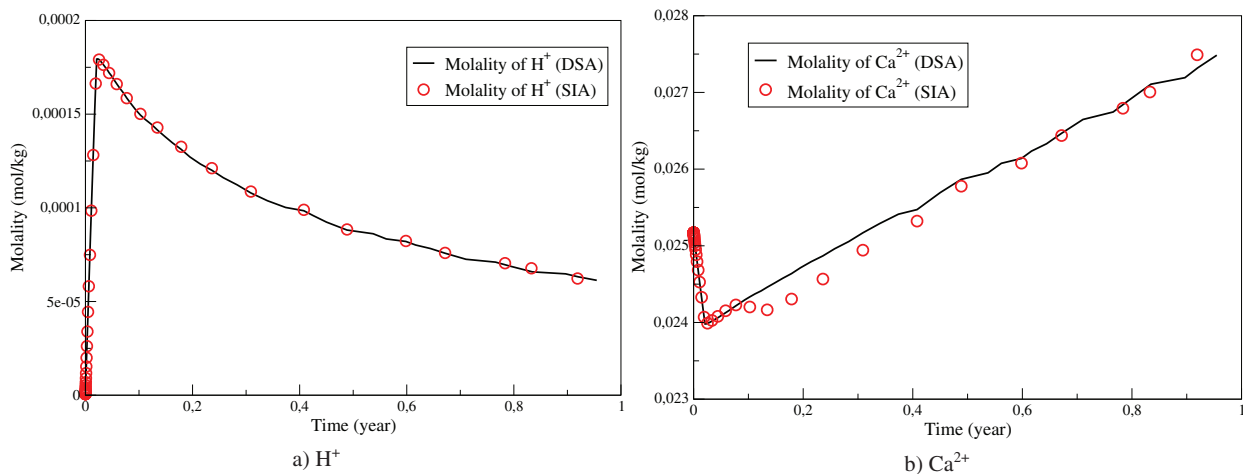 0,0002
0,00015
0,0001
5e-05
0
Molality (mol/kg)
Molality of H+ (DSA)
Molality of H+ (SIA)
0 0,2 0,4 0,6 0,8 1
Time (year)
a) H+
0,028
0,027
0,026
0,025
0,024
0,023
Molality (mol/kg)
Molality of Ca2+ (DSA)
Molality of Ca2+ (SIA)
0 0,2 0,4 0,6 0,8 1
Time (year)
b) Ca2+